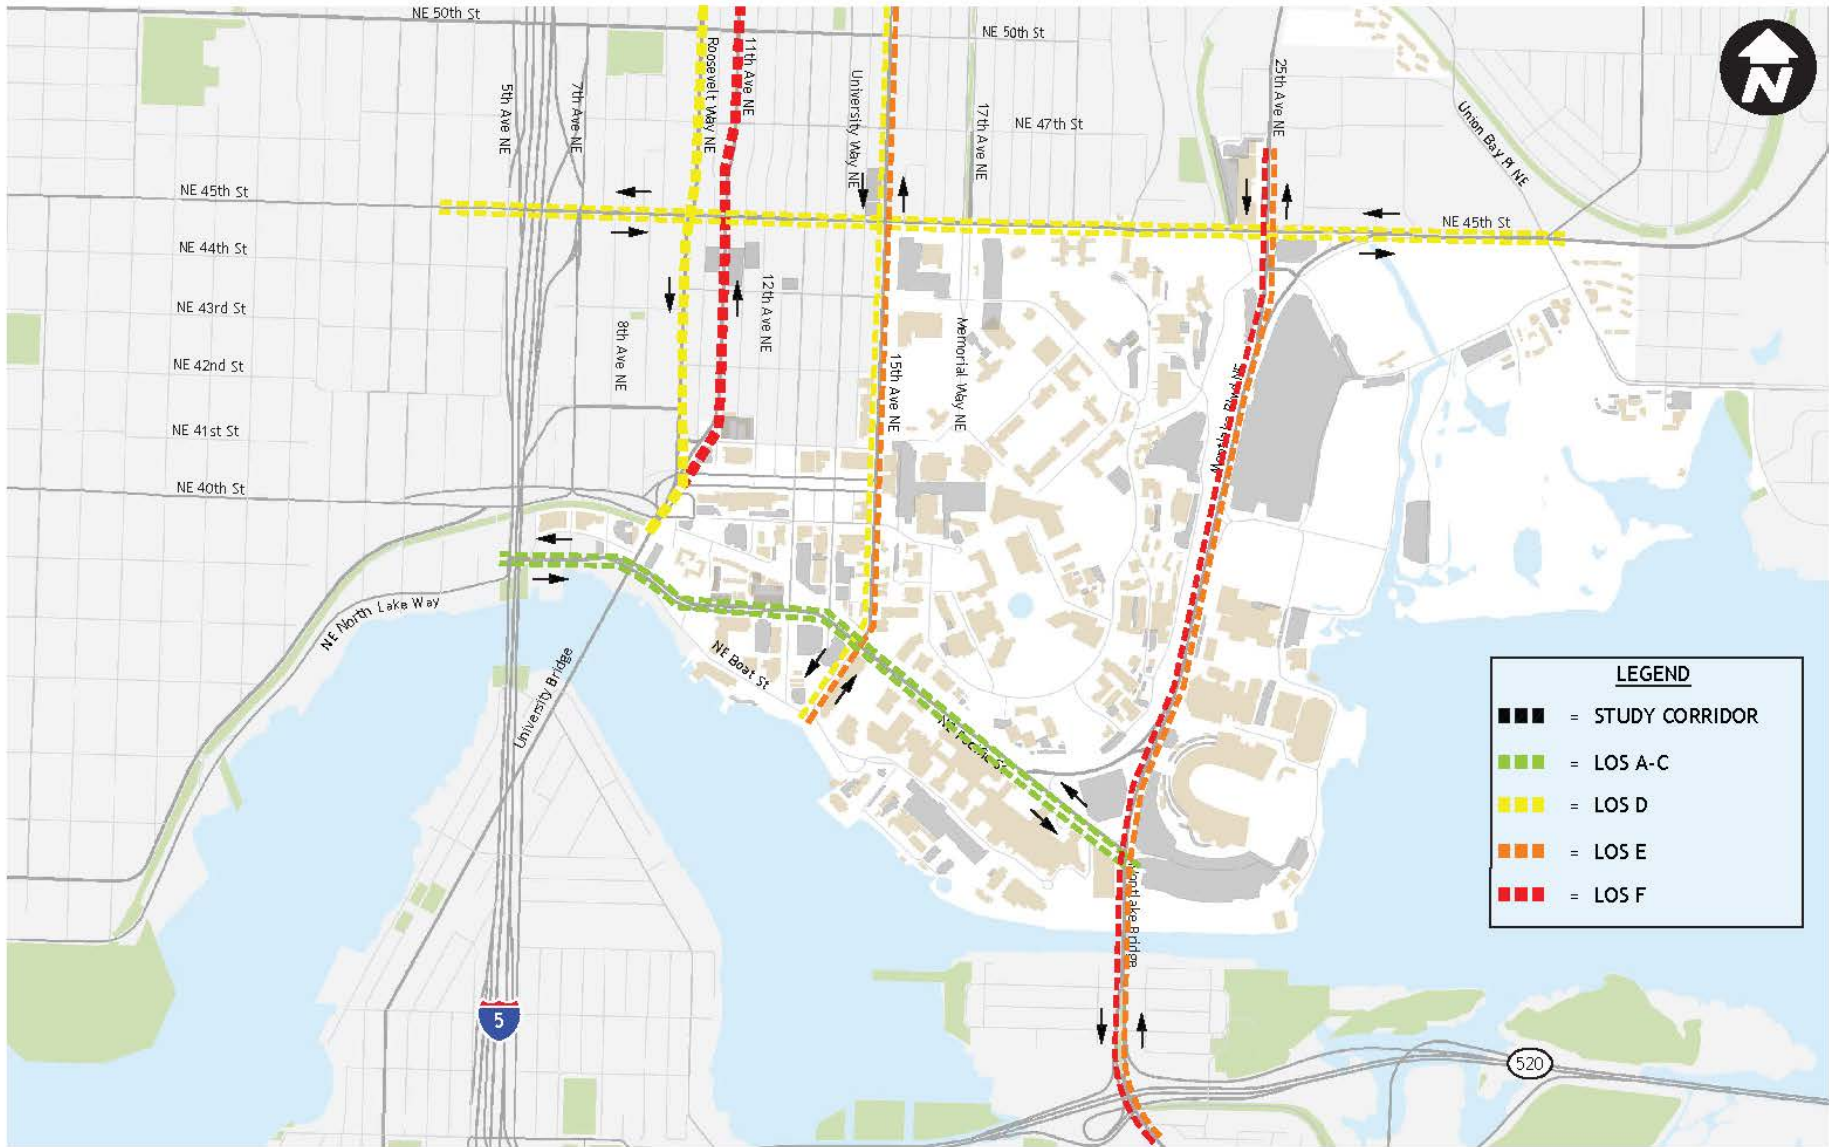 NE 50th St
NE 50th St
N
Roosevelt Way NE
11th Ave NE
University Way NE
25th Ave NE
5th Ave NE
7th Ave NE
17th Ave NE
NE 47th St
Union Bay Pl NE
NE 45th St
NE 45th St
NE 44th St
12th Ave NE
NE 43rd St
8th Ave NE
Memorial Way NE
NE 42nd St
15th Ave NE
NE 41st St
NE 40th St
NE North Lake Way
NE Boat St
University Bridge
NE Pacific St
Montlake Bridge
LEGEND
= STUDY CORRIDOR
= LOS A-C
= LOS D
= LOS E
= LOS F
5
520